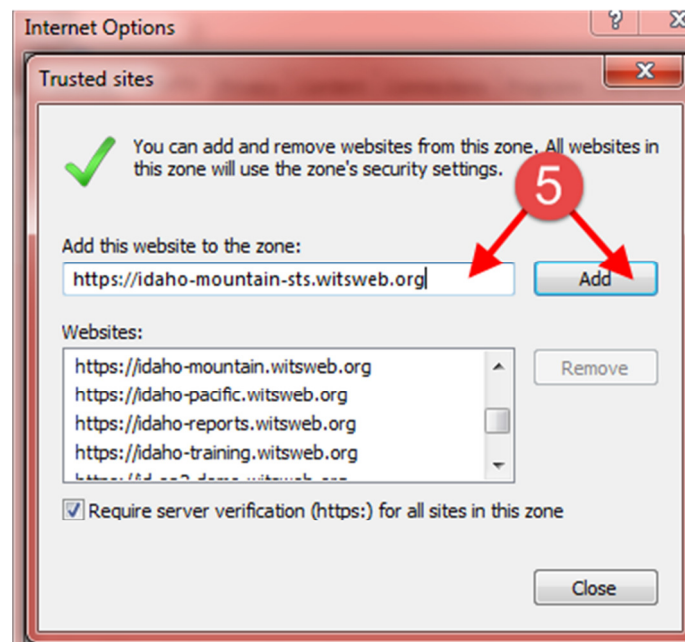 Internet Options
Trusted sites
You can add and remove websites from this zone. All websites in
this zone will use the zone's security settings.
5
Add this website to the zone:
https://idaho-mountain-sts.witsweb.org
Add
Websites:
https://idaho-mountain.witsweb.org
Remove
https://idaho-pacific.witsweb.org
https://idaho-reports.witsweb.org
https://idaho-training.witsweb.org
Require server verification (https:) for all sites in this zone
Close